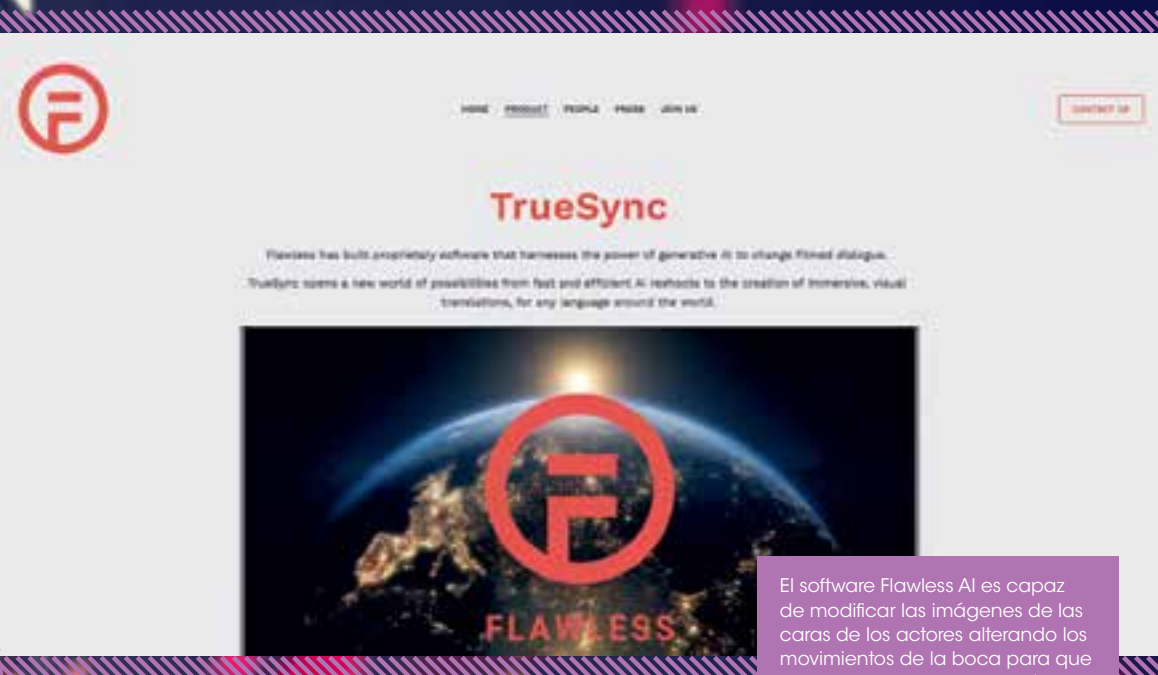 HOME PRODUCT PEOPLE PRESS JOIN US
CONTACT US
TrueSync
Flawless has built proprietary software that harnesses the power of generative AI to change filmed dialogue.
TrueSync opens a new world of possibilities from fast and efficient AI reshoots to the creation of immersive, visual
translations, for any language around the world.
F
FLAWLESS
El software Flawless AI es capaz
de modificar las imágenes de las
caras de los actores alterando los
movimientos de la boca para que